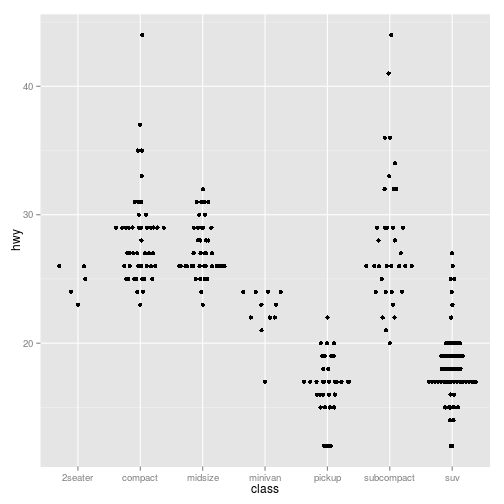 hwy
40
30
20
2seater compact midsize minivan pickup subcompact suv
class